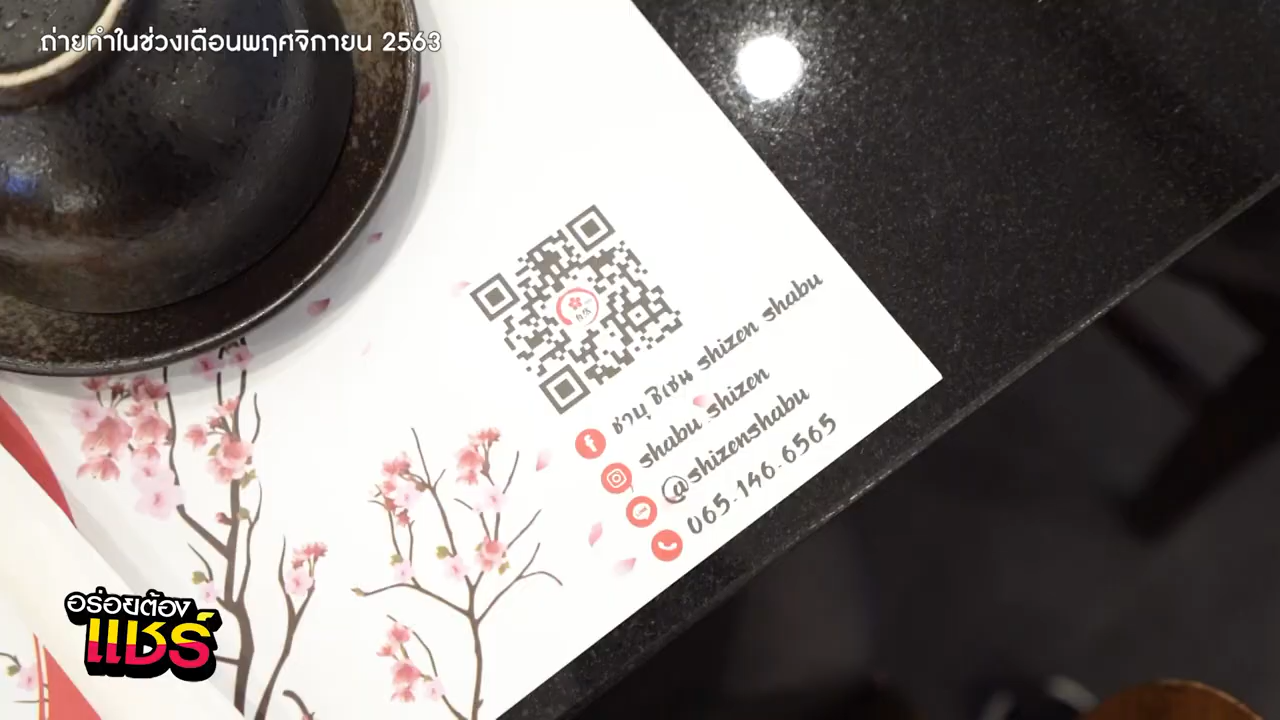 ถ่ายทำในช่วงเดือนพฤศจิกายน 2563
ชาบุ ชิเซน shizen shabu
shabu.shizen
@shizenshabu
065-146-6565
อร่อยต้อง
แชร์